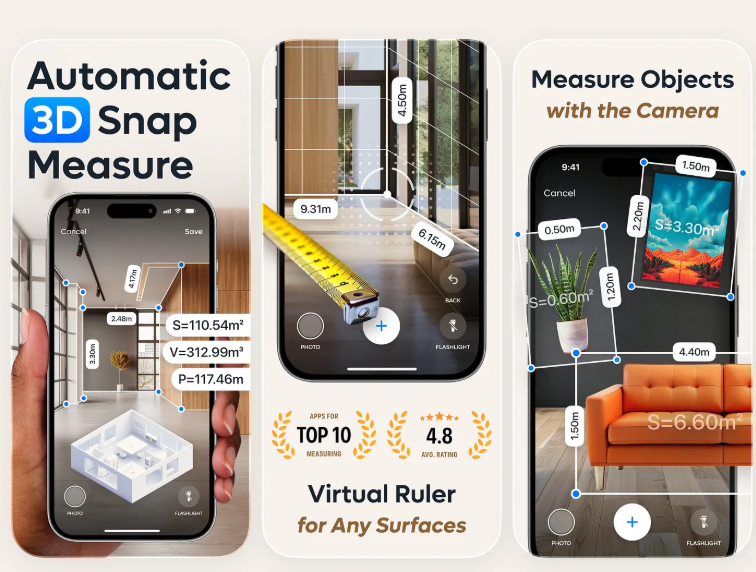 Automatic
3D Snap
Measure
9:41
Cancel
Save
4.17m
2.48m
3.30m
S=110.54m²
V=312.99m³
P=117.46m
PHOTO
FLASHLIGHT
4.50m
9.31m
6.15m
BACK
PHOTO
FLASHLIGHT
APPS FOR
TOP 10
MEASURING
4.8
AVG. RATING
Virtual Ruler
for Any Surfaces
Measure Objects
with the Camera
9:41
Cancel
1.50m
2.20m
S=3.30m²
0.50m
1.20m
S=0.60m²
4.40m
1.50m
S=6.60m²
PHOTO
FLASHLIGHT